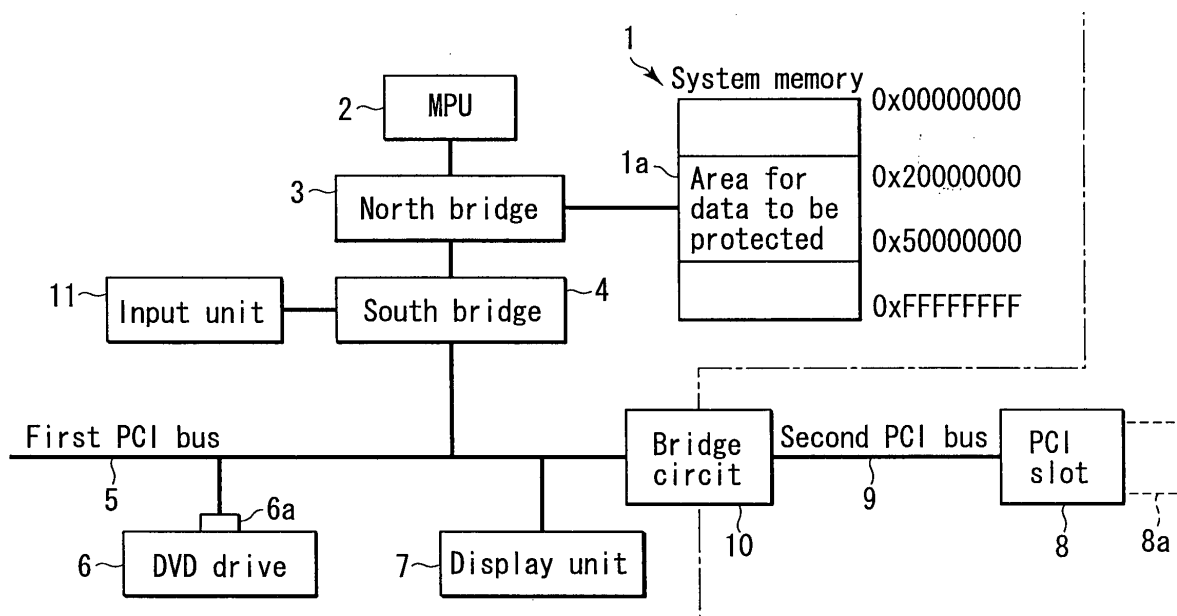 1
System memory
0x00000000
MPU
2
1a
Area for
data to be
protected
0x20000000
3
North bridge
0x50000000
11
Input unit
South bridge
4
0xFFFFFFFF
First PCI bus
5
Bridge
circit
10
Second PCI bus
9
PCI
slot
8
8a
6a
6
DVD drive
7
Display unit